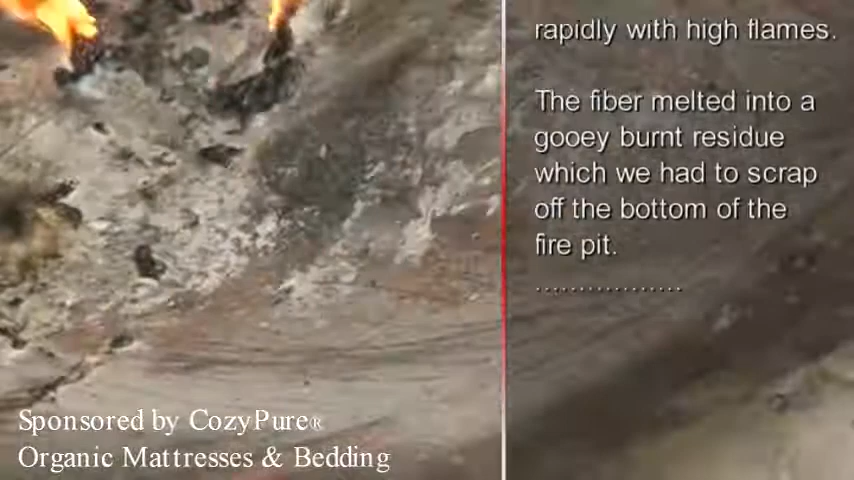 rapidly with high flames.
The fiber melted into a
gooey burnt residue
which we had to scrap
off the bottom of the
fire pit.
.................
Sponsored by CozyPure®
Organic Mattresses & Bedding